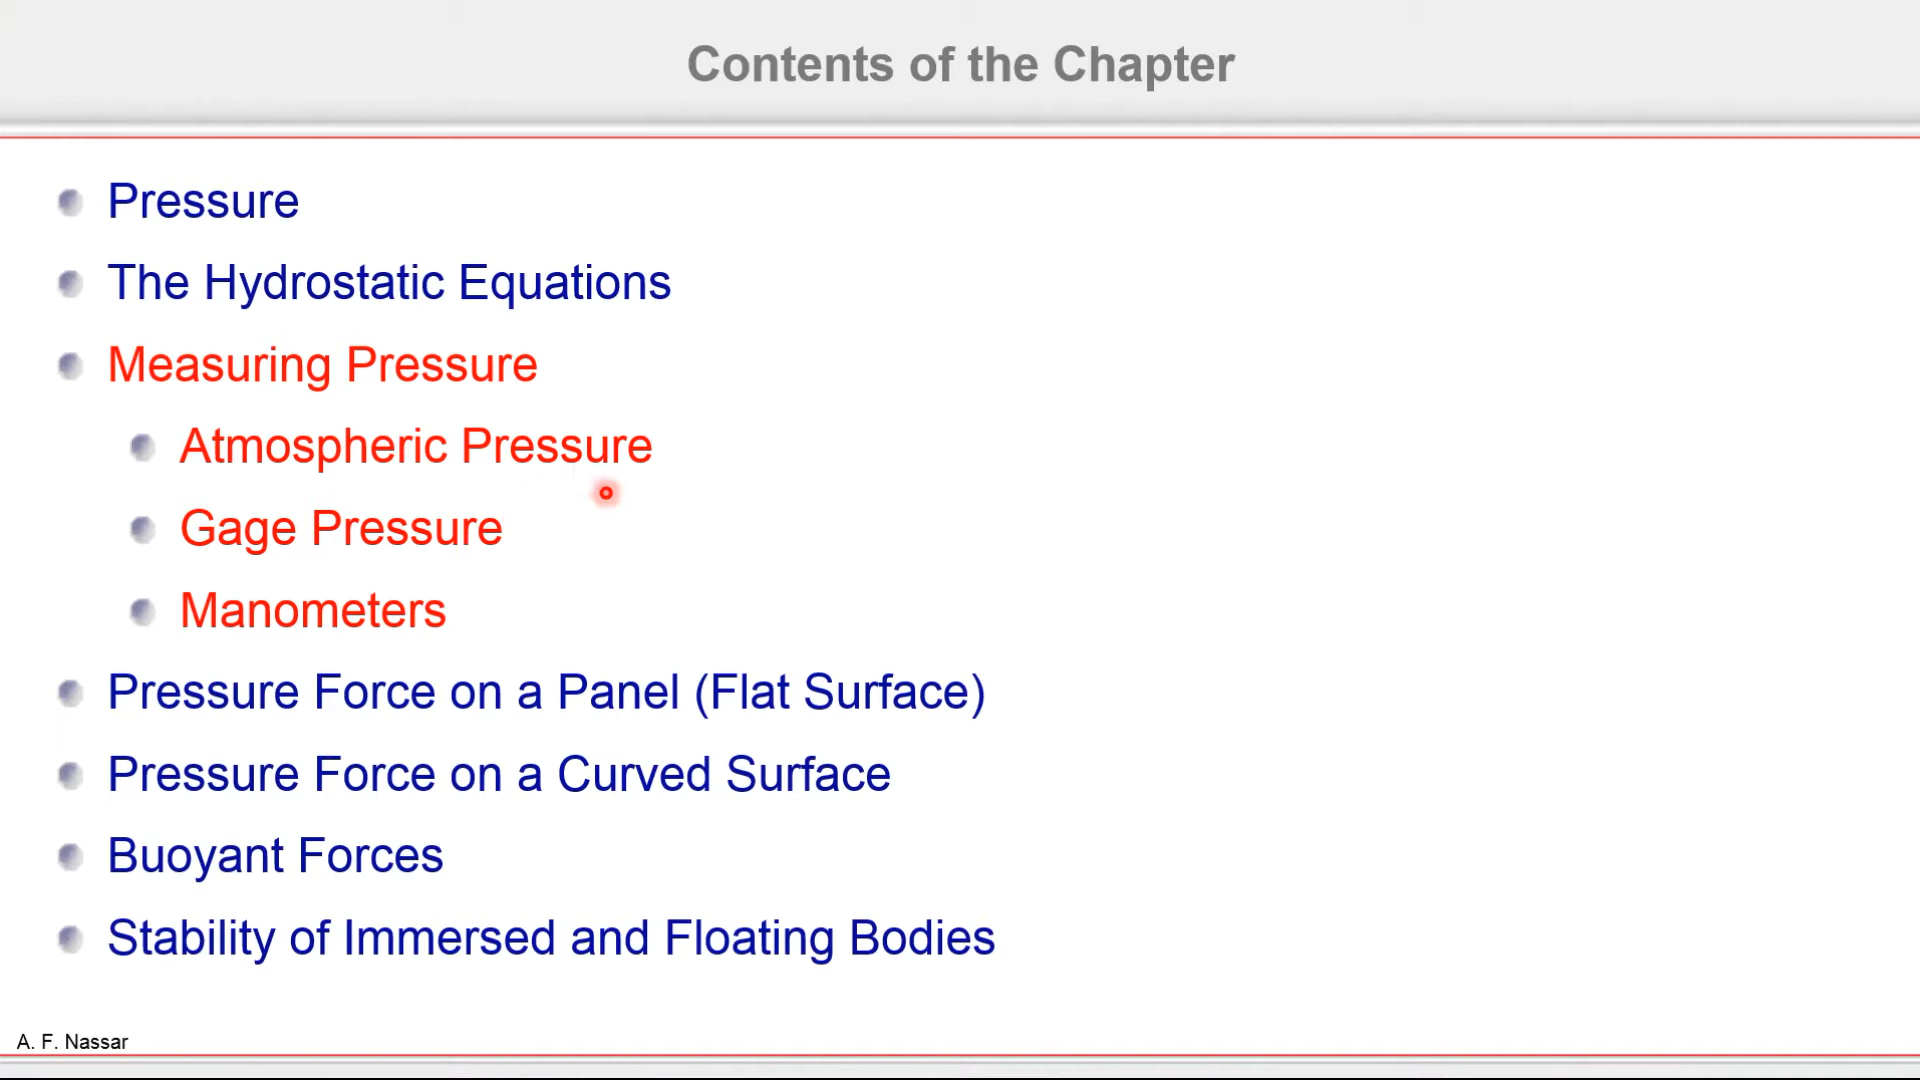 Contents of the Chapter
Pressure
The Hydrostatic Equations
Measuring Pressure
Atmospheric Pressure
Gage Pressure
Manometers
Pressure Force on a Panel (Flat Surface)
Pressure Force on a Curved Surface
Buoyant Forces
Stability of Immersed and Floating Bodies
A. F. Nassar